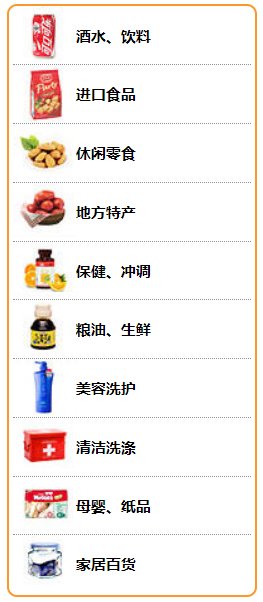 酒水、饮料
进口食品
休闲零食
地方特产
保健、冲调
粮油、生鲜
美容洗护
清洁洗涤
母婴、纸品
家居百货